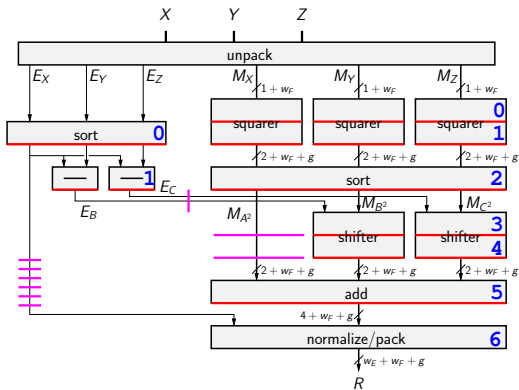 X Y Z
unpack
E_X E_Y E_Z M_X M_Y M_Z
1 + w_F 1 + w_F 1 + w_F
0
sort 0 squarer squarer squarer
1
2 + w_F + g 2 + w_F + g 2 + w_F + g
1 sort 2
E_C
E_B M_{A^2} M_{B^2} M_{C^2}
3
shifter shifter
4
2 + w_F + g 2 + w_F + g 2 + w_F + g
add 5
4 + w_F + g
normalize/pack 6
w_E + w_F + g
R